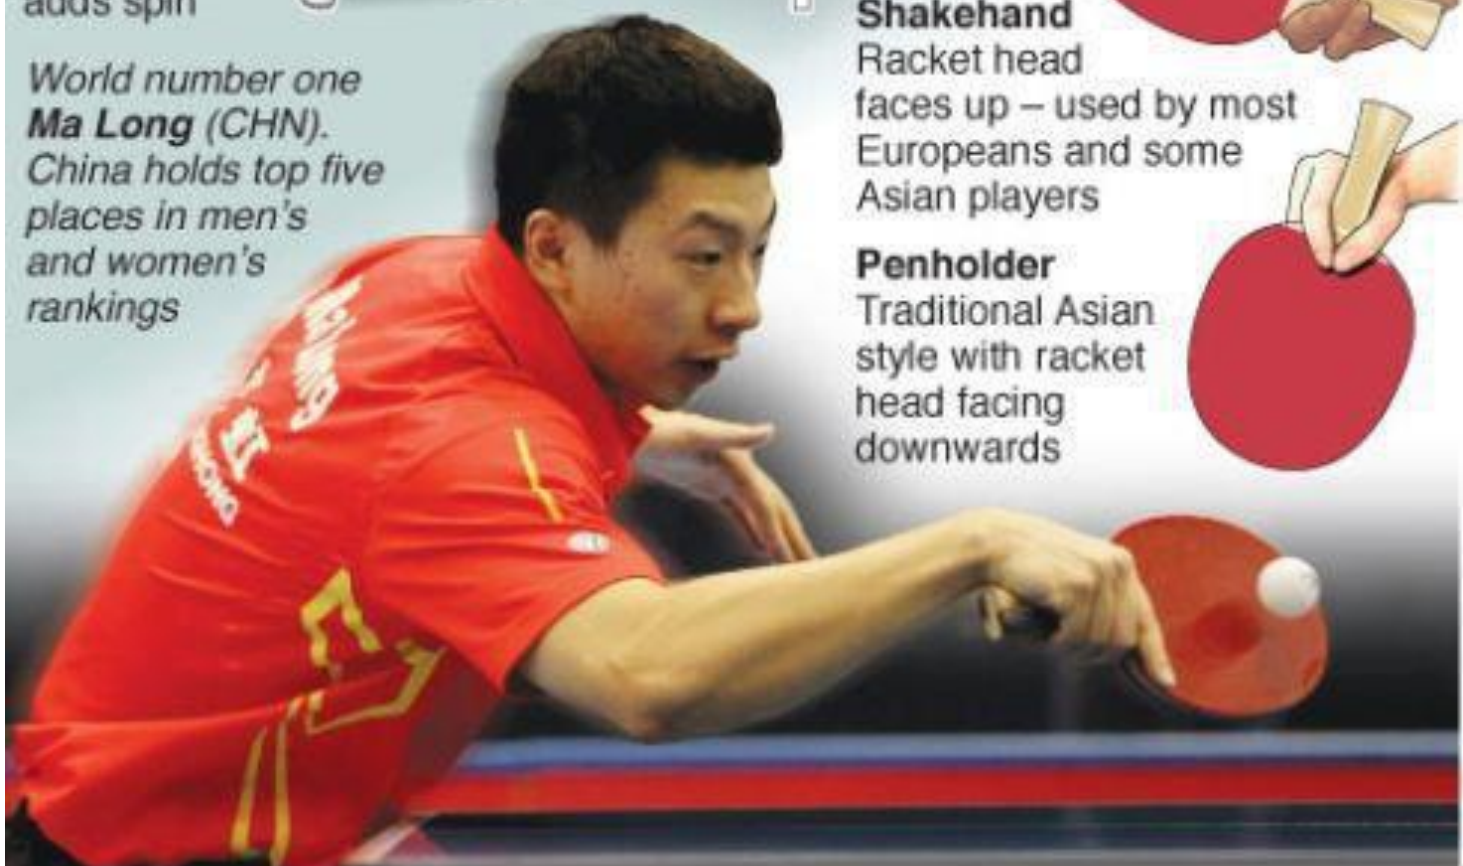 adds spin
World number one
Ma Long (CHN).
China holds top five
places in men's
and women's
rankings
Shakehand
Racket head
faces up – used by most
Europeans and some
Asian players
Penholder
Traditional Asian
style with racket
head facing
downwards